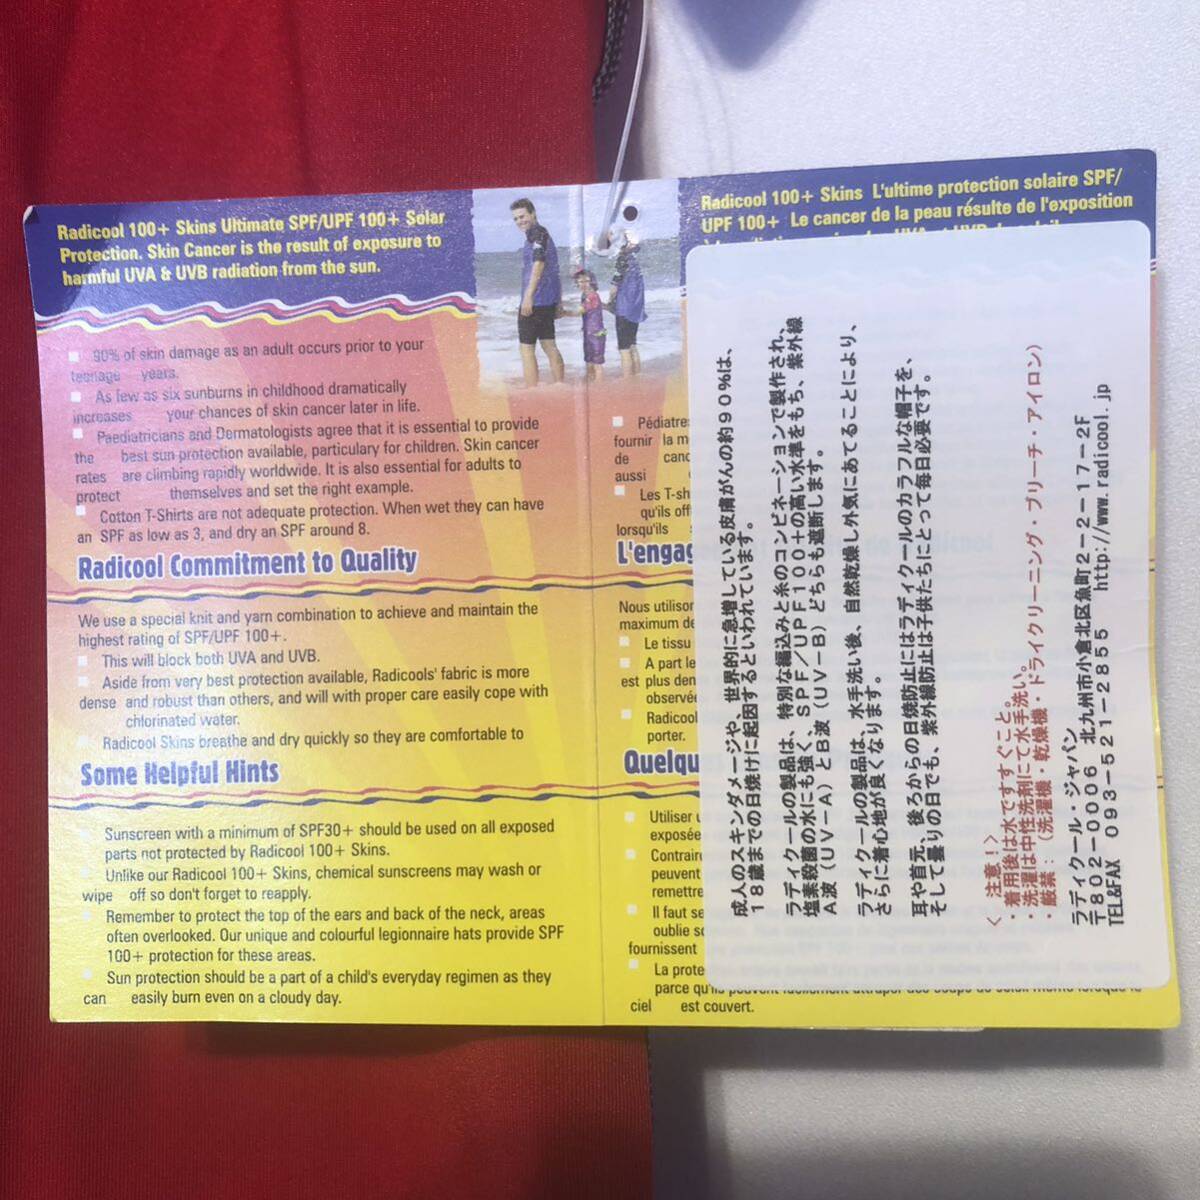 Radicool 100+ Skins Ultimate SPF/UPF 100+ Solar
Protection. Skin Cancer is the result of exposure to
harmful UVA & UVB radiation from the sun.
90% of skin damage as an adult occurs prior to your
teenage years.
As few as six sunburns in childhood dramatically
increases your chances of skin cancer later in life.
Paediatricians and Dermatologists agree that it is essential to provide
the best sun protection available, particulary for children. Skin cancer
rates are climbing rapidly worldwide. It is also essential for adults to
protect themselves and set the right example.
Cotton T-Shirts are not adequate protection. When wet they can have
an SPF as low as 3, and dry an SPF around 8.
Radicool Commitment to Quality
We use a special knit and yarn combination to achieve and maintain the
highest rating of SPF/UPF 100+.
This will block both UVA and UVB.
Aside from very best protection available, Radicools' fabric is more
dense and robust than others, and will with proper care easily cope with
chlorinated water.
Radicool Skins breathe and dry quickly so they are comfortable to
Some Helpful Hints
Sunscreen with a minimum of SPF30+ should be used on all exposed
parts not protected by Radicool 100+ Skins.
Unlike our Radicool 100+ Skins, chemical sunscreens may wash or
wipe off so don't forget to reapply.
Remember to protect the top of the ears and back of the neck, areas
often overlooked. Our unique and colourful legionnaire hats provide SPF
100+ protection for these areas.
Sun protection should be a part of a child's everyday regimen as they
can easily burn even on a cloudy day.
Radicool 100+ Skins L'ultime protection solaire SPF/
UPF 100+ Le cancer de la peau résulte de l'exposition
Pédiatre
fournir la m
de canc
aussi
Les T-sh
qu'ils off
lorsqu'ils
L'engag
Nous utilison
maximum de
Le tissu
A part le
est plus den
observée
Radicool
porter.
Quelqu
Utiliser
exposée
Contrair
peuvent
remettre
Il faut se
oublie
fournissent
La prote
parce qu'ils peuvent facilement attraper des coups de soleil même lorsque le
ciel est couvert.
成人のスキンダメージや、世界的に急増している皮膚がんの約９０％は、
１８歳までの日焼けに起因するといわれています。
ラディクールの製品は、特別な編込みと糸のコンビネーションで製作され、
塩素殺菌の水にも強く、ＳＰＦ／ＵＰＦ１００＋の高い水準をもち、紫外線
Ａ波（ＵＶ－Ａ）とＢ波（ＵＶ－Ｂ）どちらも遮断します。
ラディクールの製品は、水手洗い後、自然乾燥し外気にあてることにより、
さらに着心地が良くなります。
耳や首元、後ろからの日焼防止にはラディクールのカラフルな帽子を、
そして曇りの日でも、紫外線防止は子供たちにとって毎日必要です。
＜ 注意！＞
・着用後は水ですすぐこと。
・洗濯は中性洗剤にて水手洗い。
・厳禁：（洗濯機・乾燥機・ドライクリーニング・ブリーチ・アイロン）
ラディクール・ジャパン
〒８０２－０００６ 北九州市小倉北区魚町２－２－１７－２Ｆ
TEL&FAX ０９３－５２１－２８５５ http://www.radicool.jp